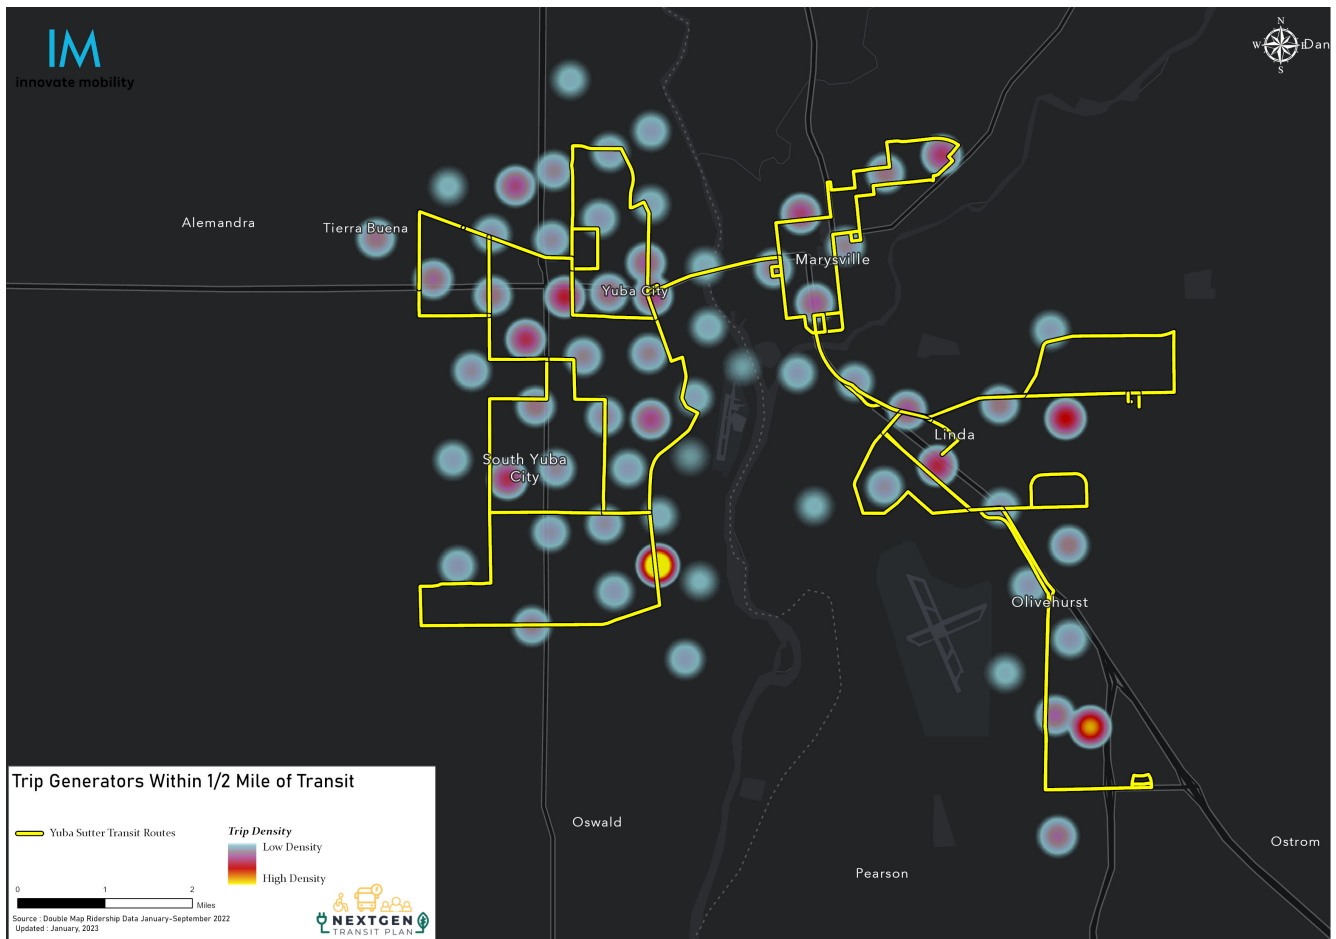 IM
innovate mobility
N
W E
S
Dan
Alemandra
Tierra Buena
Marysville
Yuba City
Linda
South Yuba
City
Olivehurst
Oswald
Ostrom
Pearson
Trip Generators Within 1/2 Mile of Transit
Yuba Sutter Transit Routes
Trip Density
Low Density
High Density
0 1 2
Miles
Source : Double Map Ridership Data January-September 2022
Updated : January, 2023
NEXTGEN
TRANSIT PLAN